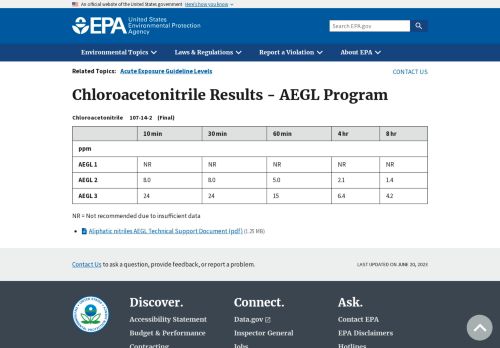 An official website of the United States government Here's how you know
EPA United States
Environmental Protection
Agency
Search EPA.gov
Environmental Topics Laws & Regulations Report a Violation About EPA
Related Topics: Acute Exposure Guideline Levels CONTACT US
Chloroacetonitrile Results - AEGL Program
Chloroacetonitrile 107-14-2 (Final)
10 min 30 min 60 min 4 hr 8 hr
ppm
AEGL 1 NR NR NR NR NR
AEGL 2 8.0 8.0 5.0 2.1 1.4
AEGL 3 24 24 15 6.4 4.2
NR = Not recommended due to insufficient data
Aliphatic nitriles AEGL Technical Support Document (pdf) (1.25 MB)
Contact Us to ask a question, provide feedback, or report a problem. LAST UPDATED ON JUNE 20, 2023
Discover. Connect. Ask.
Accessibility Statement Data.gov Contact EPA
Budget & Performance Inspector General EPA Disclaimers
Contracting Jobs Hotlines